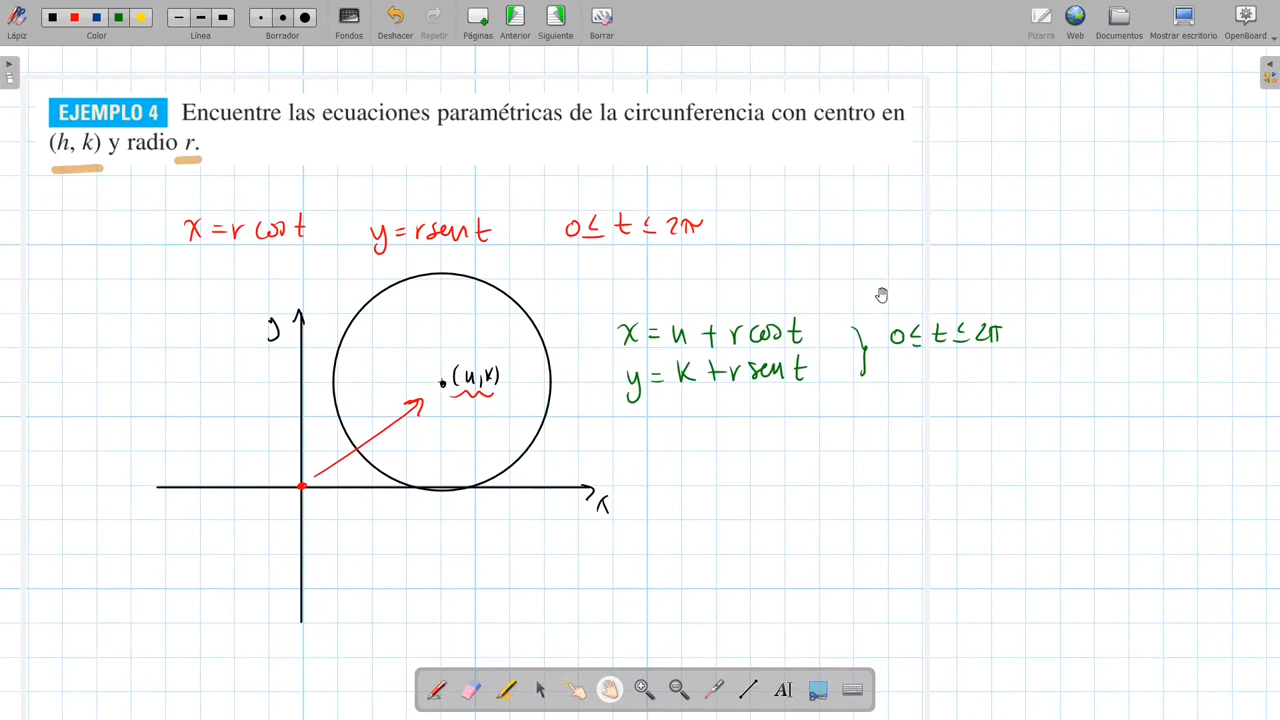 Lápiz Color Línea Borrador Fondos Deshacer Repetir Páginas Anterior Siguiente Borrar Pizarra Web Documentos Mostrar escritorio OpenBoard
EJEMPLO 4 Encuentre las ecuaciones paramétricas de la circunferencia con centro en
(h, k) y radio r.
x = r cos t y = r sen t 0 ≤ t ≤ 2π
y
x = h + r cos t } 0 ≤ t ≤ 2π
y = k + r sen t
(h, k)
x
AI